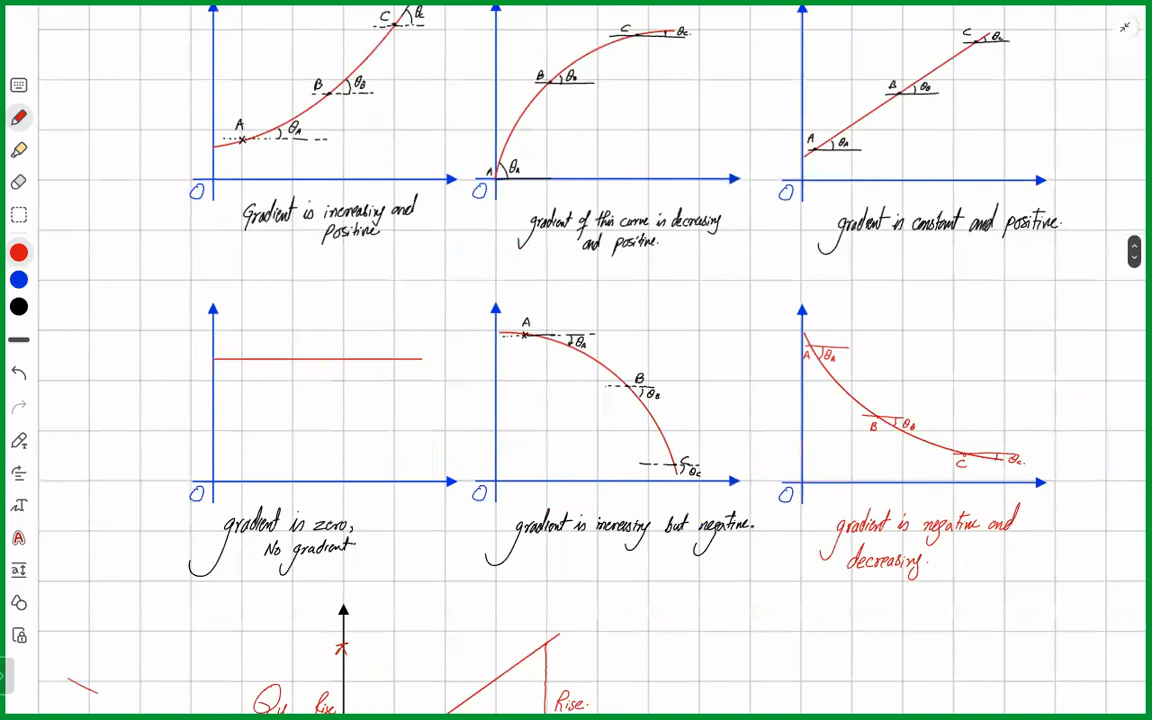 C
θc
B
θB
A
θA
O
Gradient is increasing and
positive
C
θc.
B
θB
A
θA
O
gradient of this curve is decreasing
and positive.
C
θc
B
θB
A
θA
O
gradient is constant and positive.
O
gradient is zero,
No gradient
A
θA
B
θB
C
θC
O
gradient is increasing but negative.
A
θA
B
θB
C
θc.
O
gradient is negative and
decreasing.
Rise
Rise.